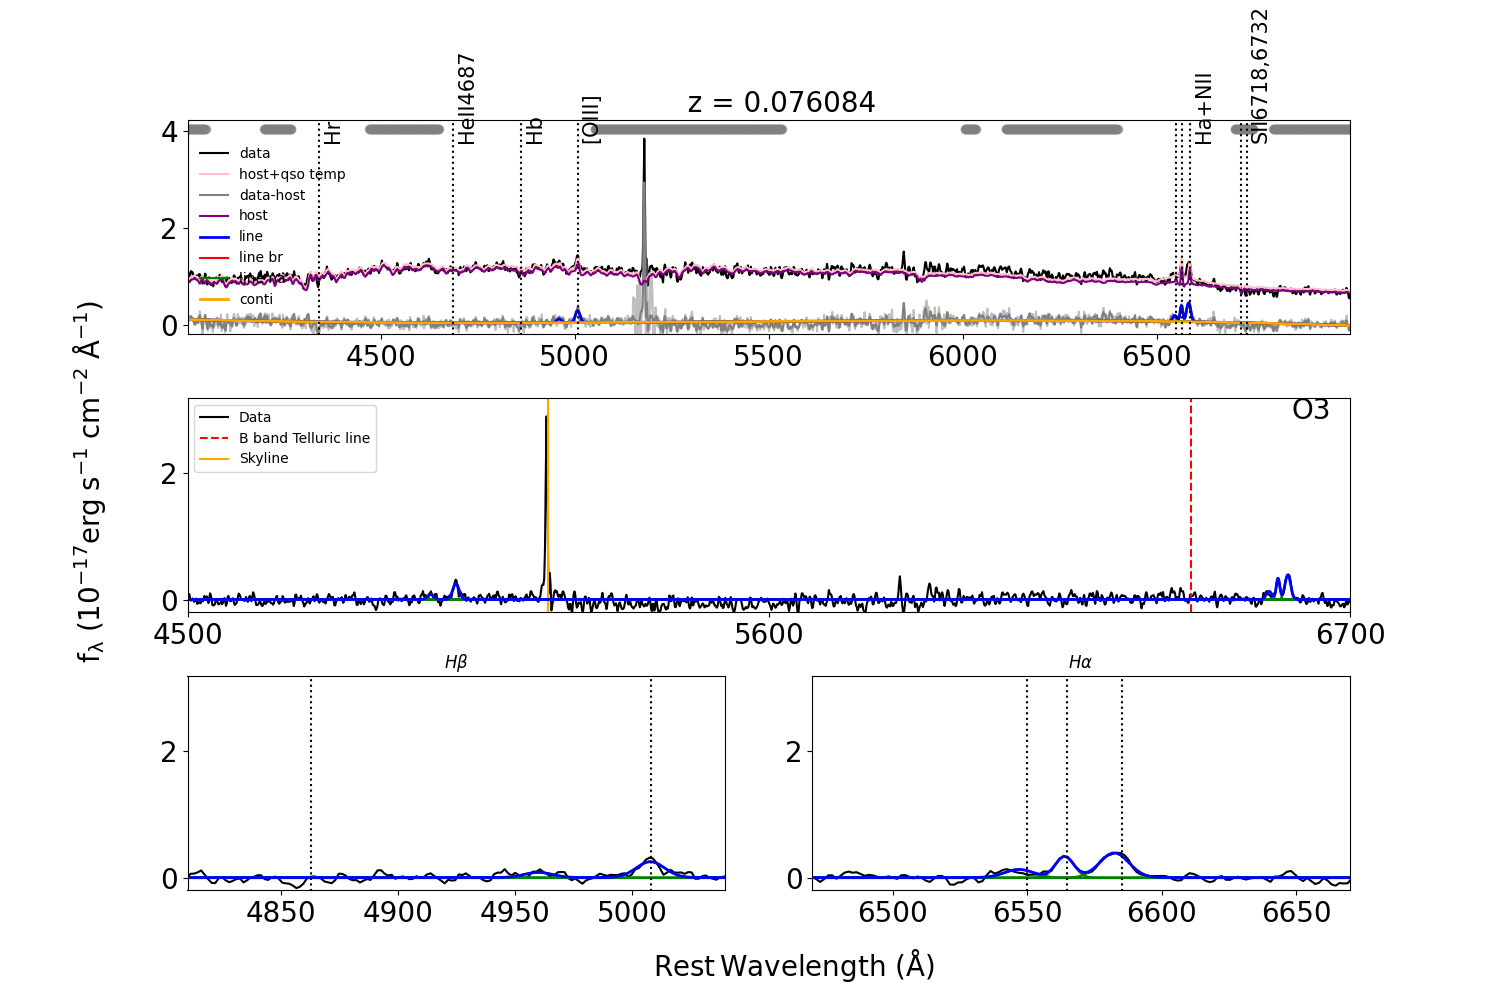 z = 0.076084
Hr
HeII4687
Hb
[OIII]
Ha+NII
SII6718,6732
4
2
0
data
host+qso temp
data-host
host
line
line br
conti
4500 5000 5500 6000 6500
fλ (10−17erg s−1 cm−2 Å−1)
O3
Data
B band Telluric line
Skyline
2
0
4500 5600 6700
Hβ
2
0
4850 4900 4950 5000
Hα
2
0
6500 6550 6600 6650
Rest Wavelength (Å)